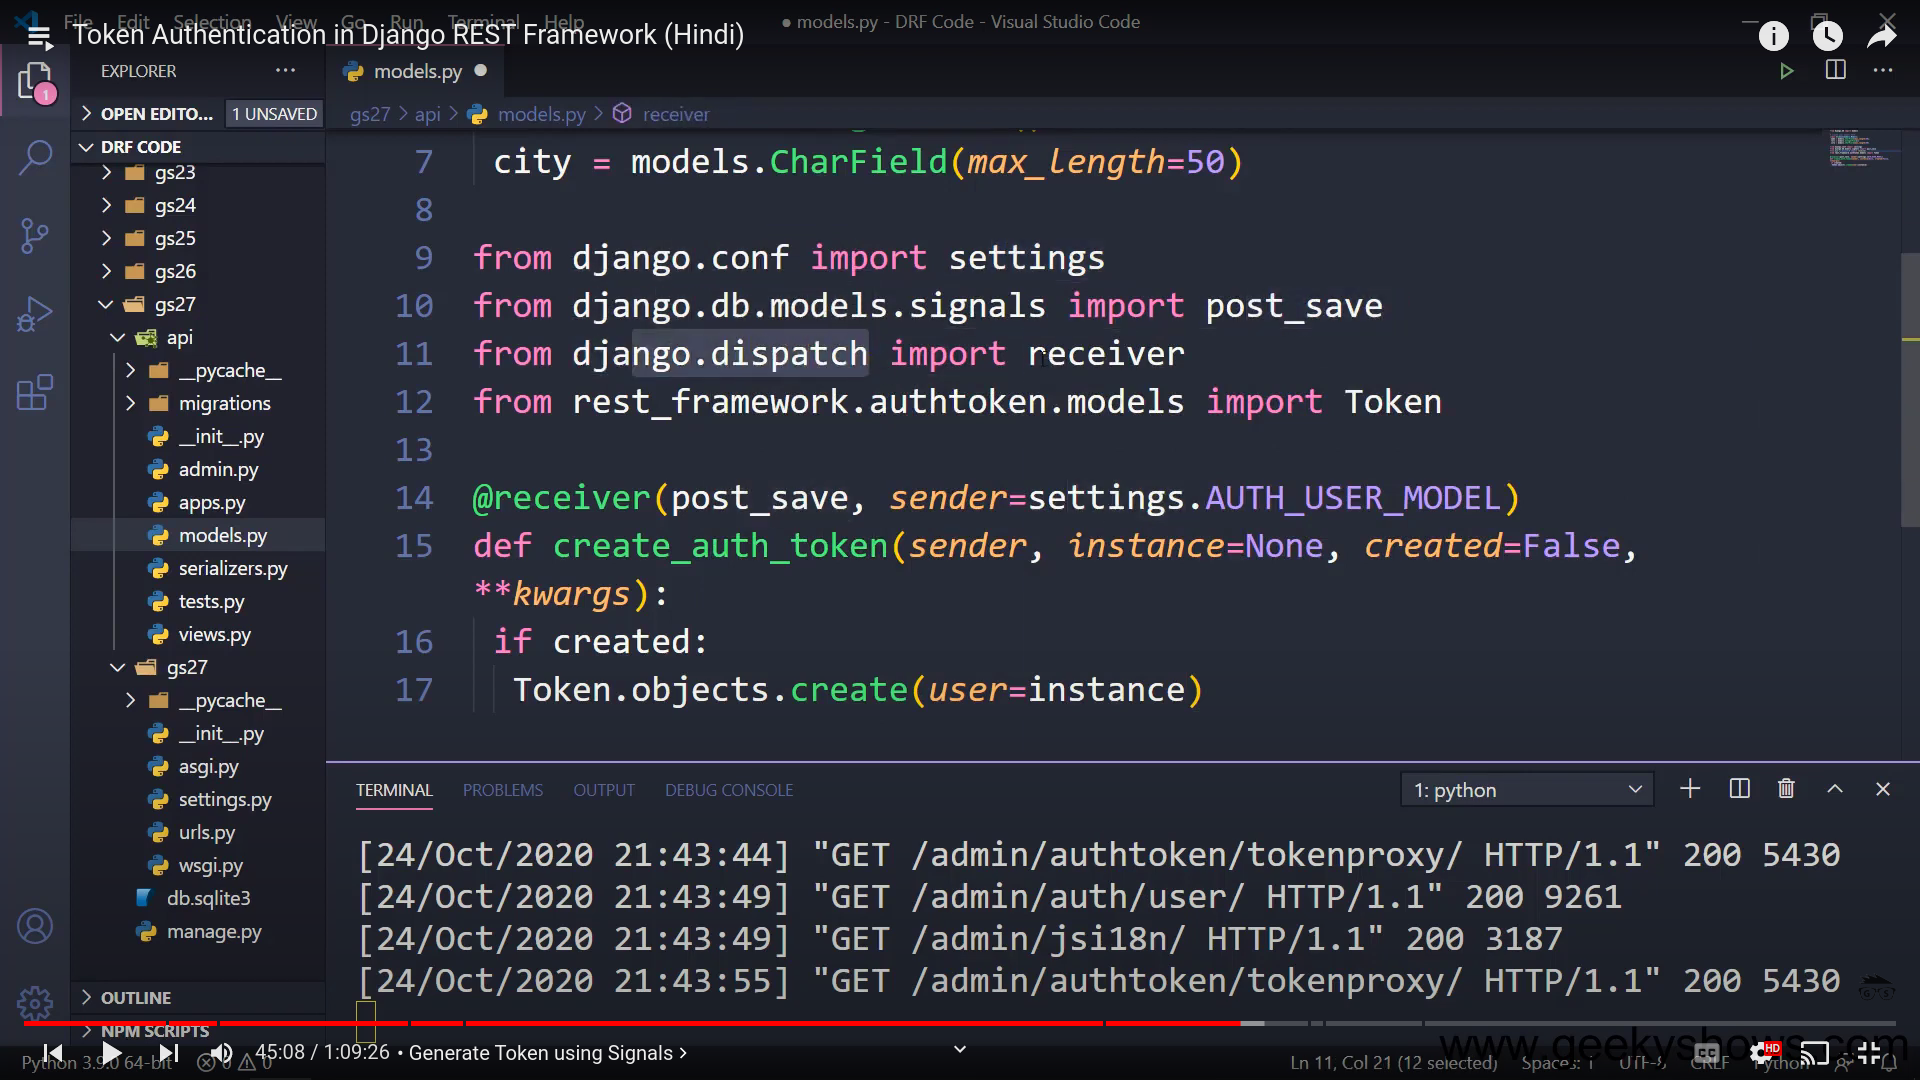 File Edit Selection View Go Run Terminal Help
● models.py - DRF Code - Visual Studio Code
Token Authentication in Django REST Framework (Hindi)
EXPLORER
1
OPEN EDITO... 1 UNSAVED
DRF CODE
gs23
gs24
gs25
gs26
gs27
api
__pycache__
migrations
__init__.py
admin.py
apps.py
models.py
serializers.py
tests.py
views.py
gs27
__pycache__
__init__.py
asgi.py
settings.py
urls.py
wsgi.py
db.sqlite3
manage.py
OUTLINE
NPM SCRIPTS
models.py
gs27 > api > models.py > receiver
7 city = models.CharField(max_length=50)
8
9 from django.conf import settings
10 from django.db.models.signals import post_save
11 from django.dispatch import receiver
12 from rest_framework.authtoken.models import Token
13
14 @receiver(post_save, sender=settings.AUTH_USER_MODEL)
15 def create_auth_token(sender, instance=None, created=False,
**kwargs):
16 if created:
17 Token.objects.create(user=instance)
TERMINAL PROBLEMS OUTPUT DEBUG CONSOLE
1: python
[24/Oct/2020 21:43:44] "GET /admin/authtoken/tokenproxy/ HTTP/1.1" 200 5430
[24/Oct/2020 21:43:49] "GET /admin/auth/user/ HTTP/1.1" 200 9261
[24/Oct/2020 21:43:49] "GET /admin/jsi18n/ HTTP/1.1" 200 3187
[24/Oct/2020 21:43:55] "GET /admin/authtoken/tokenproxy/ HTTP/1.1" 200 5430
www.geekyshows.com
45:08 / 1:09:26 • Generate Token using Signals >
HD
Python 3.9.0 64-bit 0 0
Ln 11, Col 21 (12 selected) Spaces: 1 UTF-8 CRLF Python